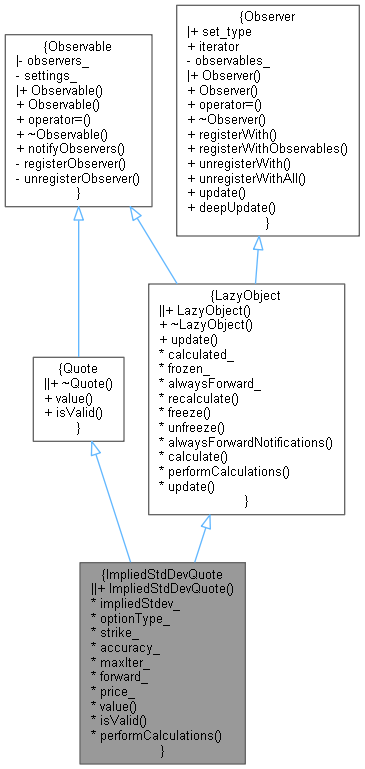 {Observable
|- observers_
- settings_
|+ Observable()
+ Observable()
+ operator=()
+ ~Observable()
+ notifyObservers()
- registerObserver()
- unregisterObserver()
}
{Observer
|+ set_type
+ iterator
- observables_
|+ Observer()
+ Observer()
+ operator=()
+ ~Observer()
+ registerWith()
+ registerWithObservables()
+ unregisterWith()
+ unregisterWithAll()
+ update()
+ deepUpdate()
}
{LazyObject
||+ LazyObject()
+ ~LazyObject()
+ update()
* calculated_
* frozen_
* alwaysForward_
* recalculate()
* freeze()
* unfreeze()
* alwaysForwardNotifications()
* calculate()
* performCalculations()
* update()
}
{Quote
||+ ~Quote()
+ value()
+ isValid()
}
{ImpliedStdDevQuote
||+ ImpliedStdDevQuote()
* impliedStdev_
* optionType_
* strike_
* accuracy_
* maxIter_
* forward_
* price_
* value()
* isValid()
* performCalculations()
}